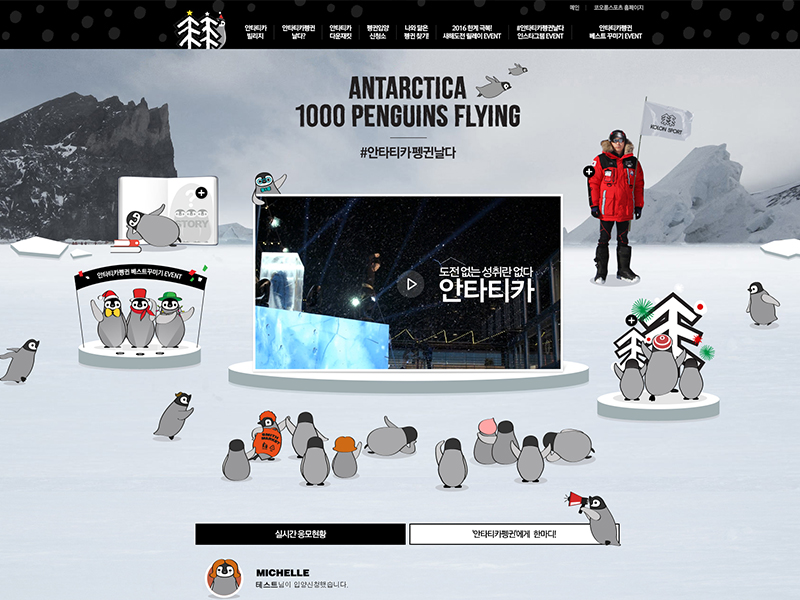 메인 코오롱스포츠 홈페이지
안타티카
빌리지
안타티카펭귄
날다?
안타티카
다운재킷
펭귄입양
신청소
나와 닮은
펭귄 찾기!
2016 한계 극복!
새해도전 릴레이 EVENT
#안타티카펭귄날다
인스타그램 EVENT
안타티카펭귄
베스트 꾸미기 EVENT
ANTARCTICA
1000 PENGUINS FLYING
#안타티카펭귄날다
KOLON SPORT
STORY
안타티카펭귄 베스트꾸미기 EVENT
도전 없는 성취란 없다
안타티카
실시간 응모현황
'안타티카펭귄'에게 한마디!
MICHELLE
테스트님이 입양신청했습니다.